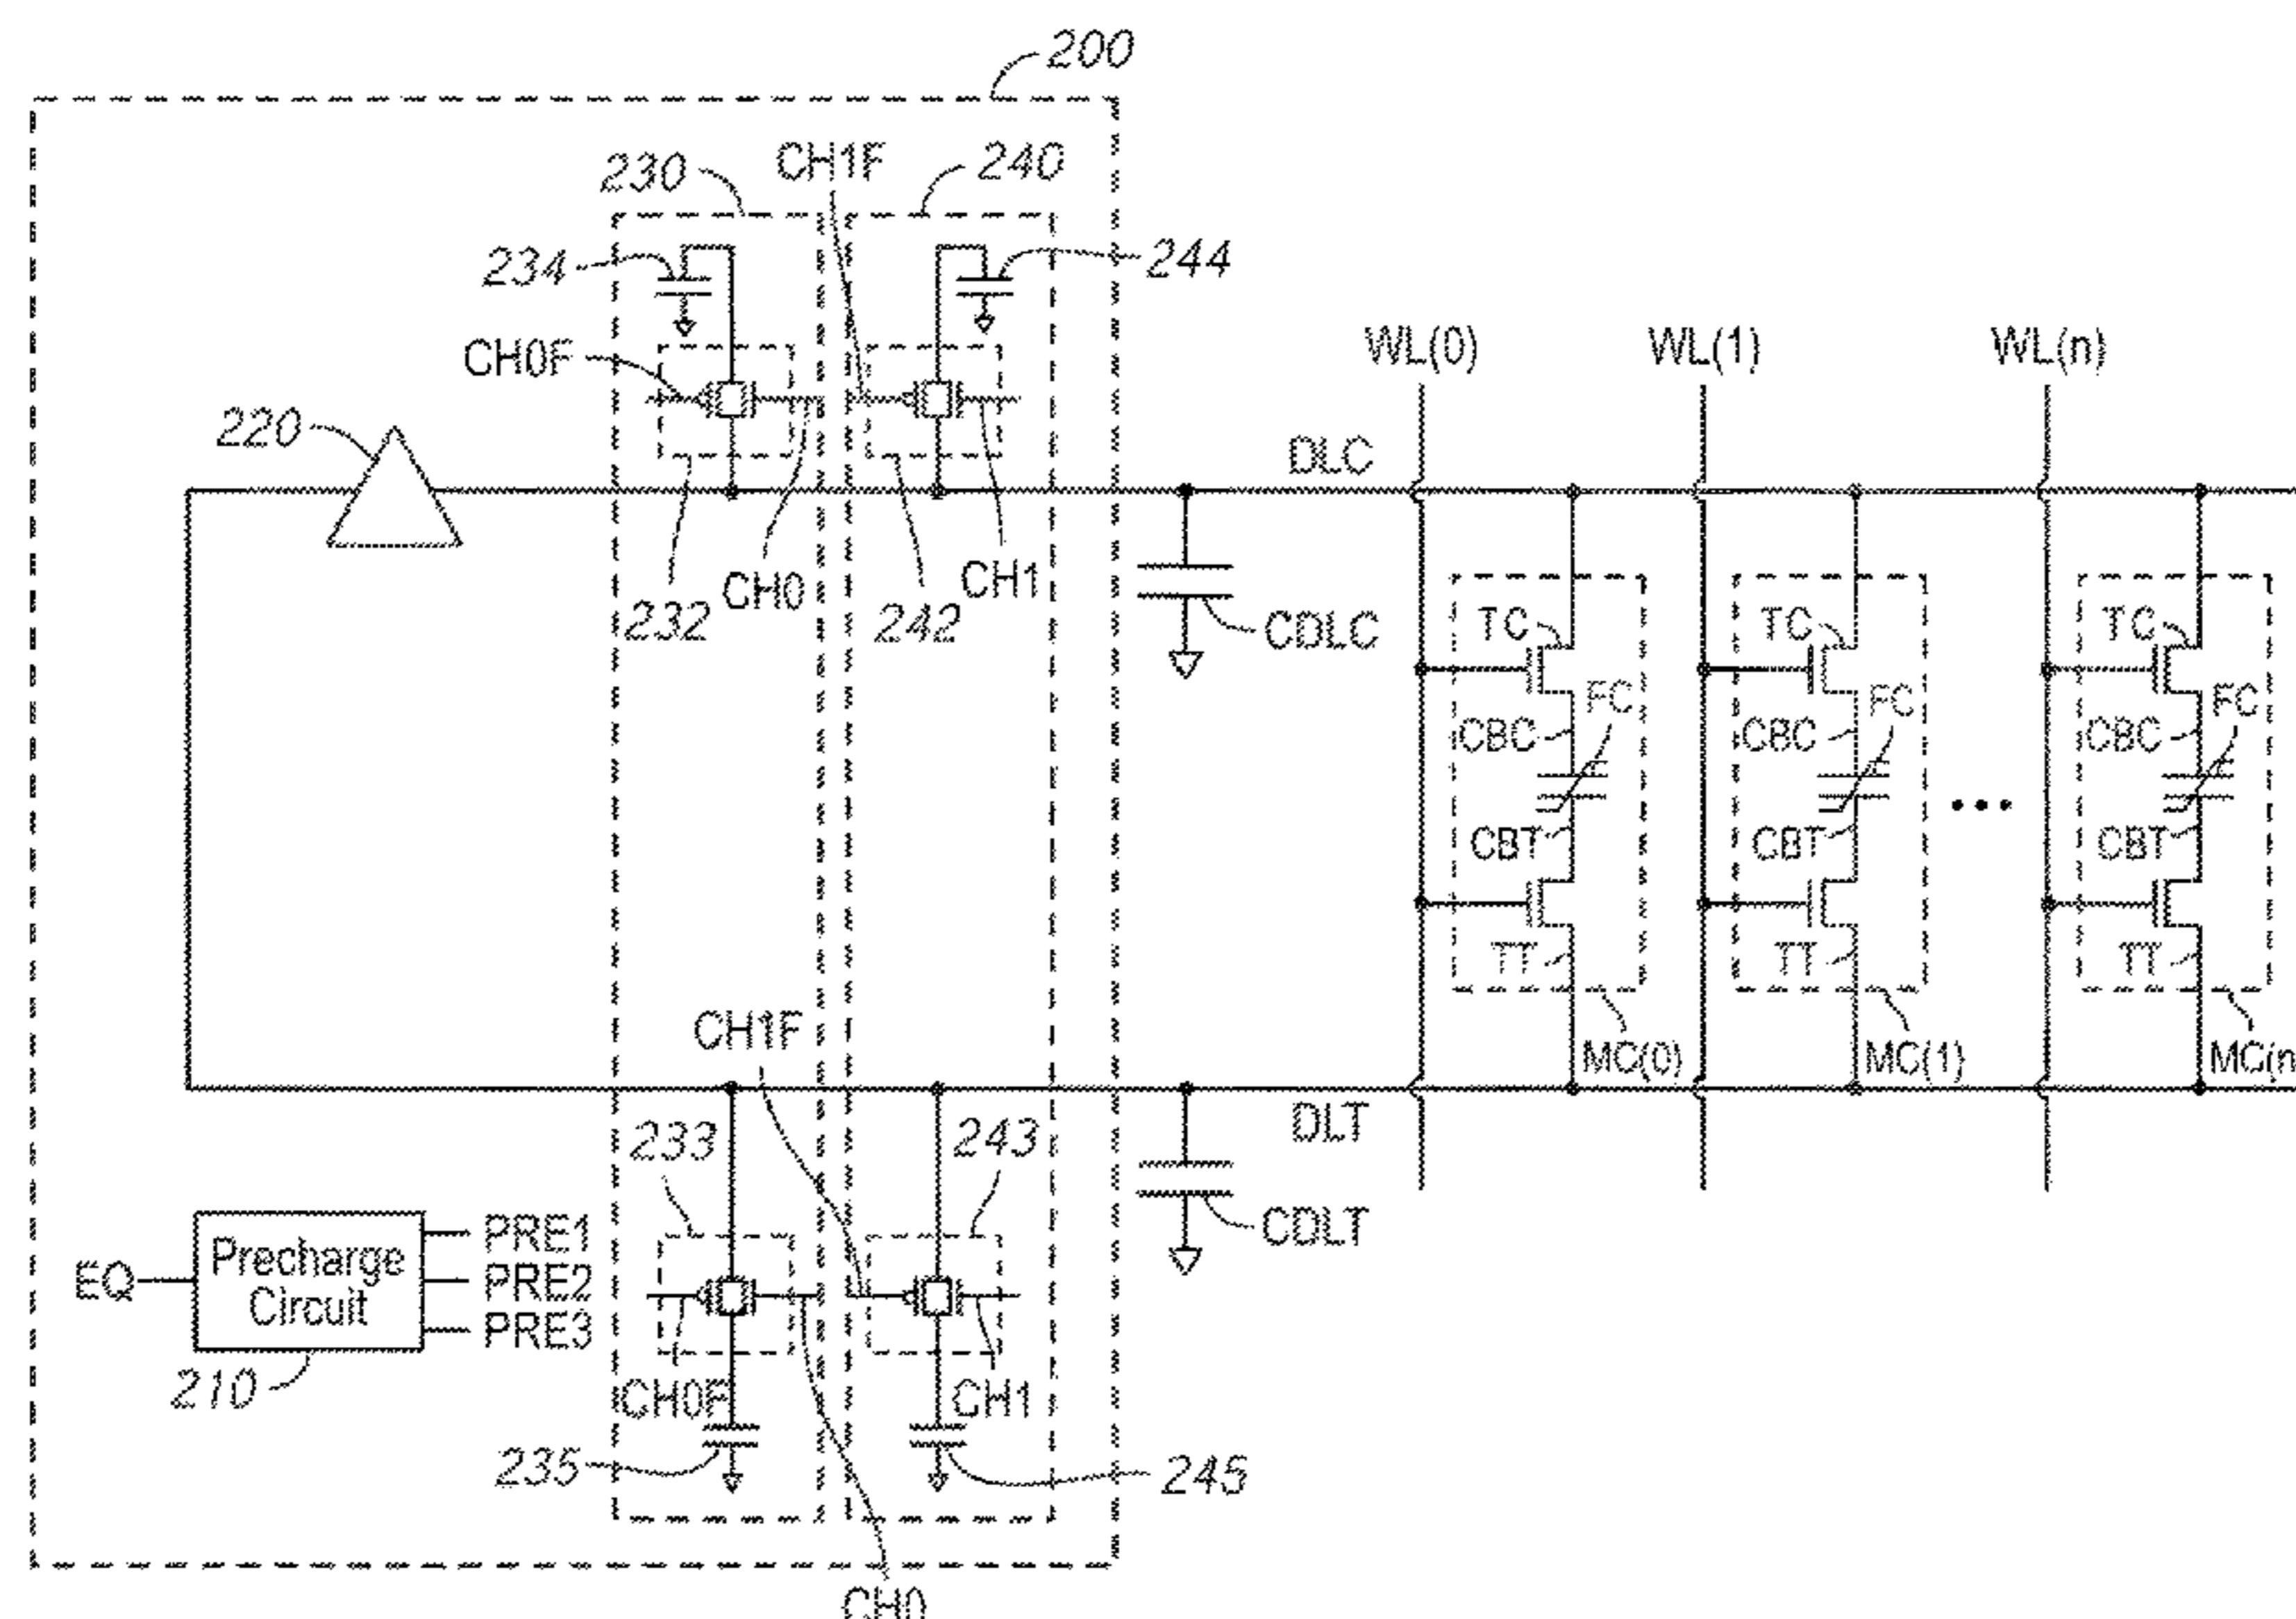 200
230
CH1F
240
234
244
CH0F
WL(0)
WL(1)
WL(n)
220
DLC
CH0
CH1
232
242
CDLC
TC
TC
TC
FC
FC
FC
CBC
CBC
CBC
CBT
CBT
CBT
TT
TT
TT
CH1F
MC(0)
MC(1)
MC(n
233
243
DLT
CDLT
EQ
Precharge
Circuit
PRE1
PRE2
PRE3
210
CH0F
CH1
235
245
CH0